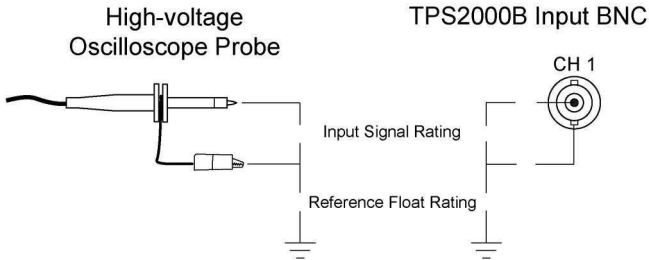 High-voltage
Oscilloscope Probe
TPS2000B Input BNC
CH 1
Input Signal Rating
Reference Float Rating